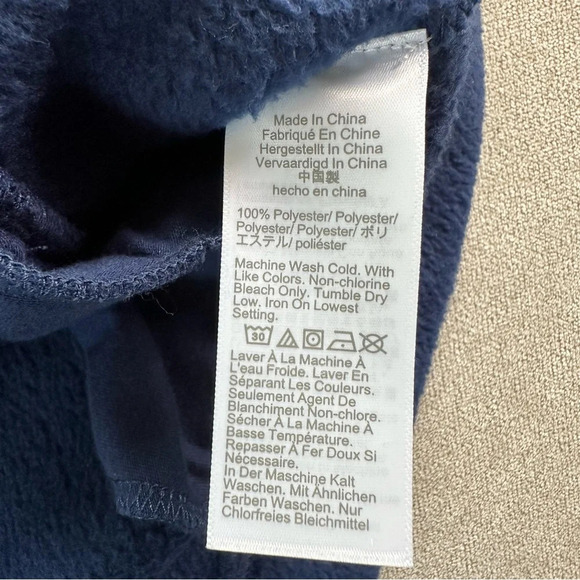 Made In China
Fabriqué En Chine
Hergestellt In China
Vervaardigd In China
中国製
hecho en china
100% Polyester/ Polyester/
Polyester/ Polyester/ ポリ
エステル/ poliéster
Machine Wash Cold. With
Like Colors. Non-chlorine
Bleach Only. Tumble Dry
Low. Iron On Lowest
Setting.
30
Laver À La Machine À
L'eau Froide. Laver En
Séparant Les Couleurs.
Seulement Agent De
Blanchiment Non-chlore.
Sécher À La Machine À
Basse Température.
Repasser À Fer Doux Si
Nécessaire.
In Der Maschine Kalt
Waschen. Mit Ähnlichen
Farben Waschen. Nur
Chlorfreies Bleichmittel